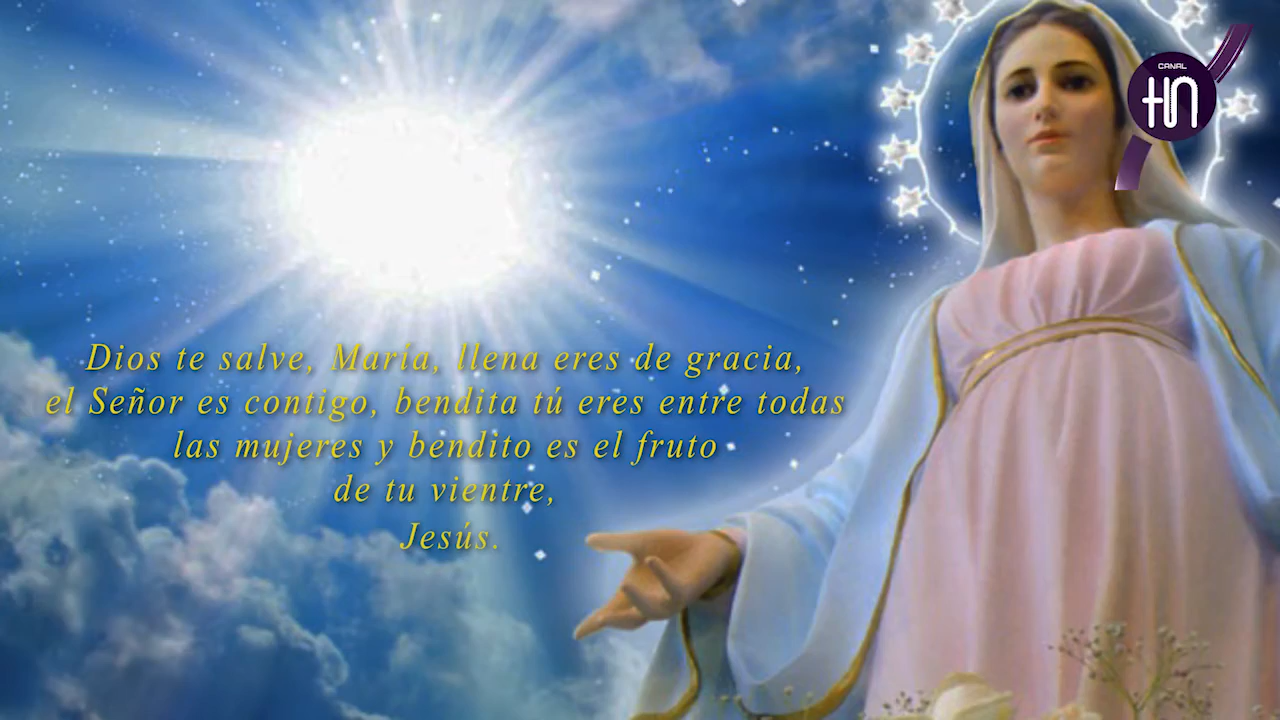 CANAL
HN
Dios te salve, María, llena eres de gracia,
el Señor es contigo, bendita tú eres entre todas
las mujeres y bendito es el fruto
de tu vientre,
Jesús.